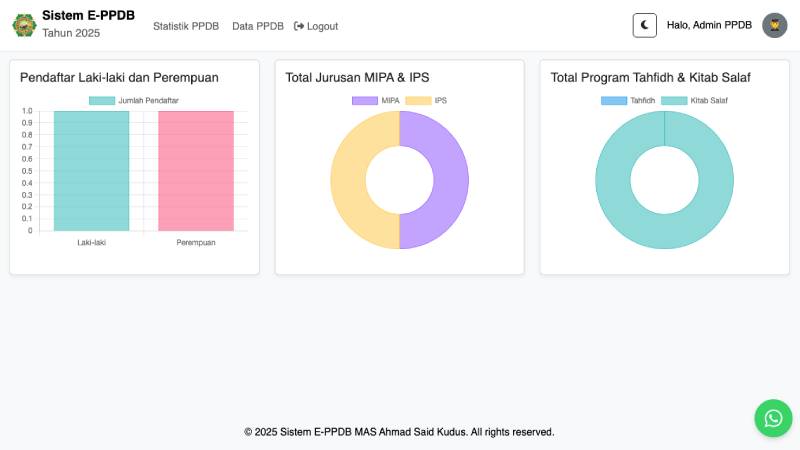 Sistem E-PPDB
Tahun 2025
Statistik PPDB
Data PPDB
Logout
Halo, Admin PPDB
Pendaftar Laki-laki dan Perempuan
Jumlah Pendaftar
1.0
0.9
0.8
0.7
0.6
0.5
0.4
0.3
0.2
0.1
0
Laki-laki
Perempuan
Total Jurusan MIPA & IPS
MIPA
IPS
Total Program Tahfidh & Kitab Salaf
Tahfidh
Kitab Salaf
© 2025 Sistem E-PPDB MAS Ahmad Said Kudus. All rights reserved.